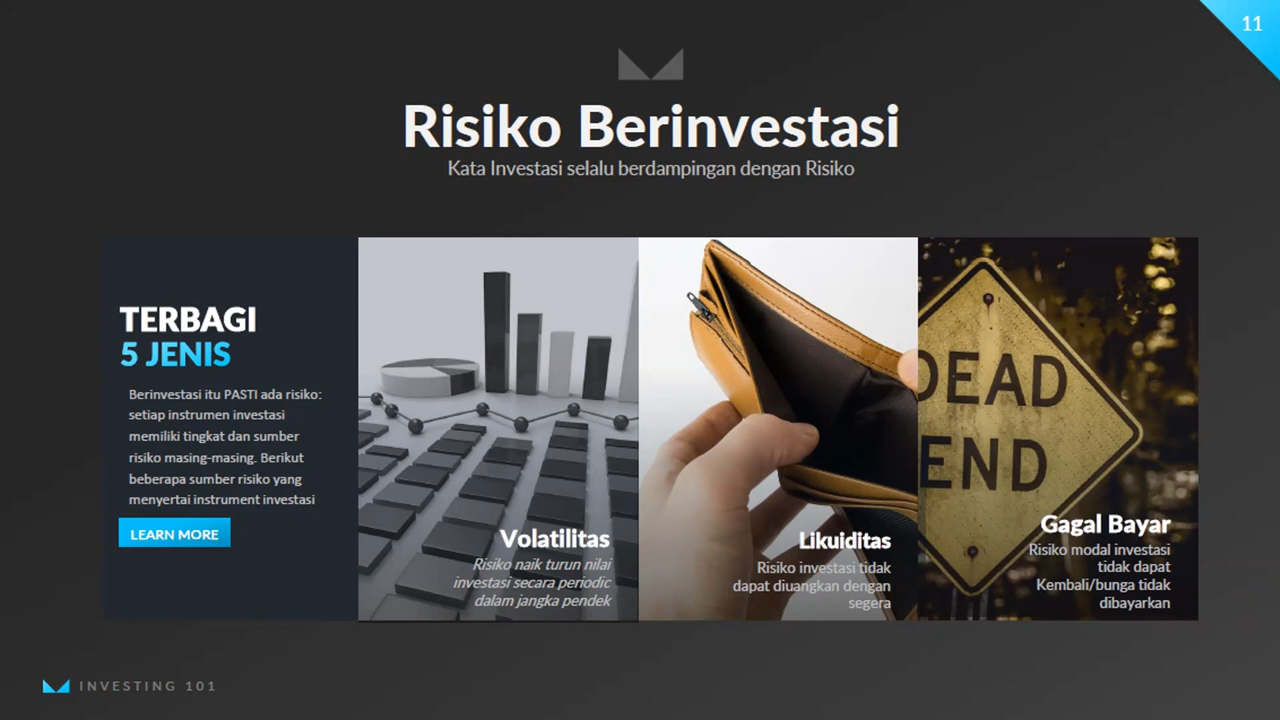 11
Risiko Berinvestasi
Kata Investasi selalu berdampingan dengan Risiko
TERBAGI
5 JENIS
Berinvestasi itu PASTI ada risiko:
setiap instrumen investasi
memiliki tingkat dan sumber
risiko masing-masing. Berikut
beberapa sumber risiko yang
menyertai instrument investasi
LEARN MORE
Volatilitas
Risiko naik turun nilai
investasi secara periodic
dalam jangka pendek
Likuiditas
Risiko investasi tidak
dapat diuangkan dengan
segera
DEAD
END
Gagal Bayar
Risiko modal investasi
tidak dapat
Kembali/bunga tidak
dibayarkan
INVESTING 101